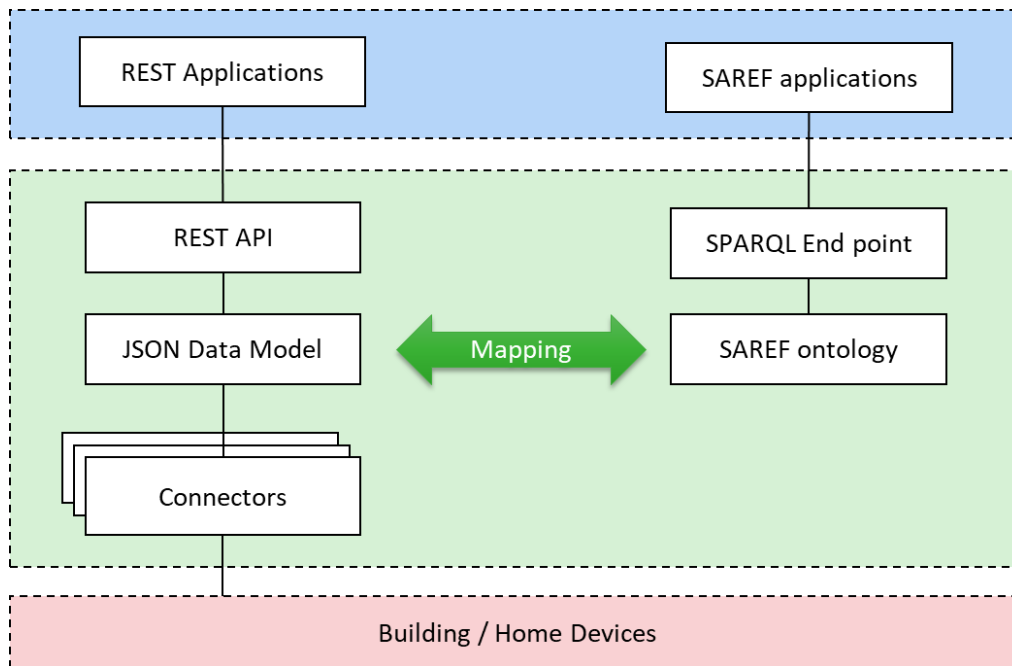 REST Applications
SAREF applications
REST API
SPARQL End point
JSON Data Model
Mapping
SAREF ontology
Connectors
Building / Home Devices